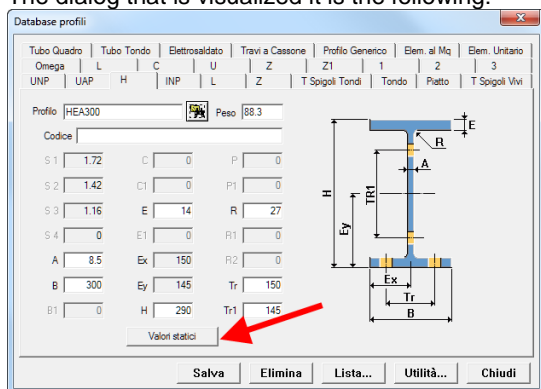 The dialog that is visualized it is the following:
Database profili
Tubo Quadro Tubo Tondo Elettrosaldato Travi a Cassone Profilo Generico Elem. al Mq Elem. Unitario
Omega L C U Z Z1 1 2 3
UNP UAP H INP L Z T Spigoli Tondi Tondo Piatto T Spigoli Vivi
Profilo HEA300 Peso 88.3
Codice
S 1 1.72 C 0 P 0
S 2 1.42 C1 0 P1 0
S 3 1.16 E 14 R 27
S 4 0 E1 0 R1 0
A 8.5 Ex 150 R2 0
B 300 Ey 145 Tr 150
B1 0 H 290 Tr1 145
Valori statici
E
R
A
H
TR1
Ey
Ex
Tr
B
Salva Elimina Lista... Utilità... Chiudi